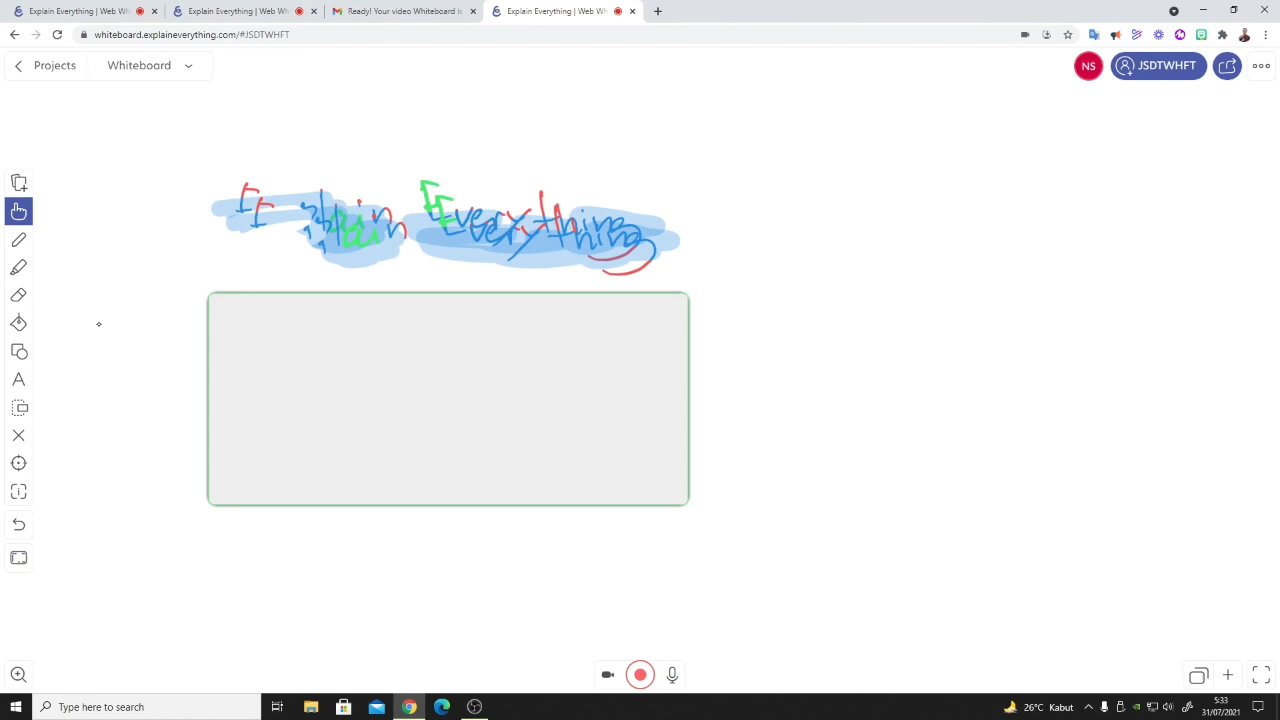 Explain Everything | Web Wh
Explain Everything | Web Wh
Ready! Your video Whiteboard is
Explain Everything | Web Wh
whiteboard.explaineverything.com/#JSDTWHFT
Projects
Whiteboard
NS
JSDTWHFT
Everything
A
Type here to search
26°C Kabut
5:33
31/07/2021